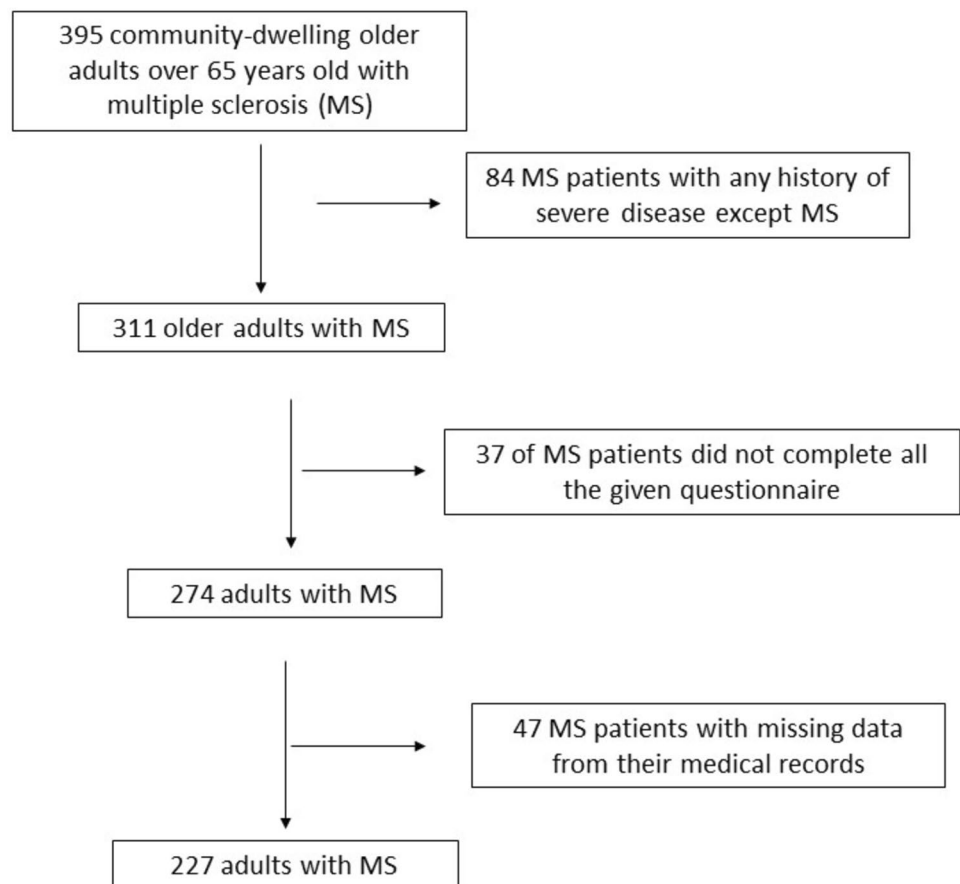 395 community-dwelling older
adults over 65 years old with
multiple sclerosis (MS)
84 MS patients with any history of
severe disease except MS
311 older adults with MS
37 of MS patients did not complete all
the given questionnaire
274 adults with MS
47 MS patients with missing data
from their medical records
227 adults with MS